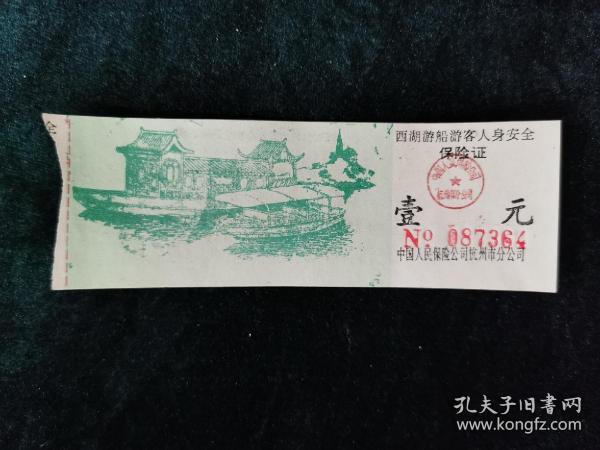 西湖游船游客人身安全
保险证
壹 元
No 087364
中国人民保险公司杭州市分公司
孔夫子旧书网
www.kongfz.com